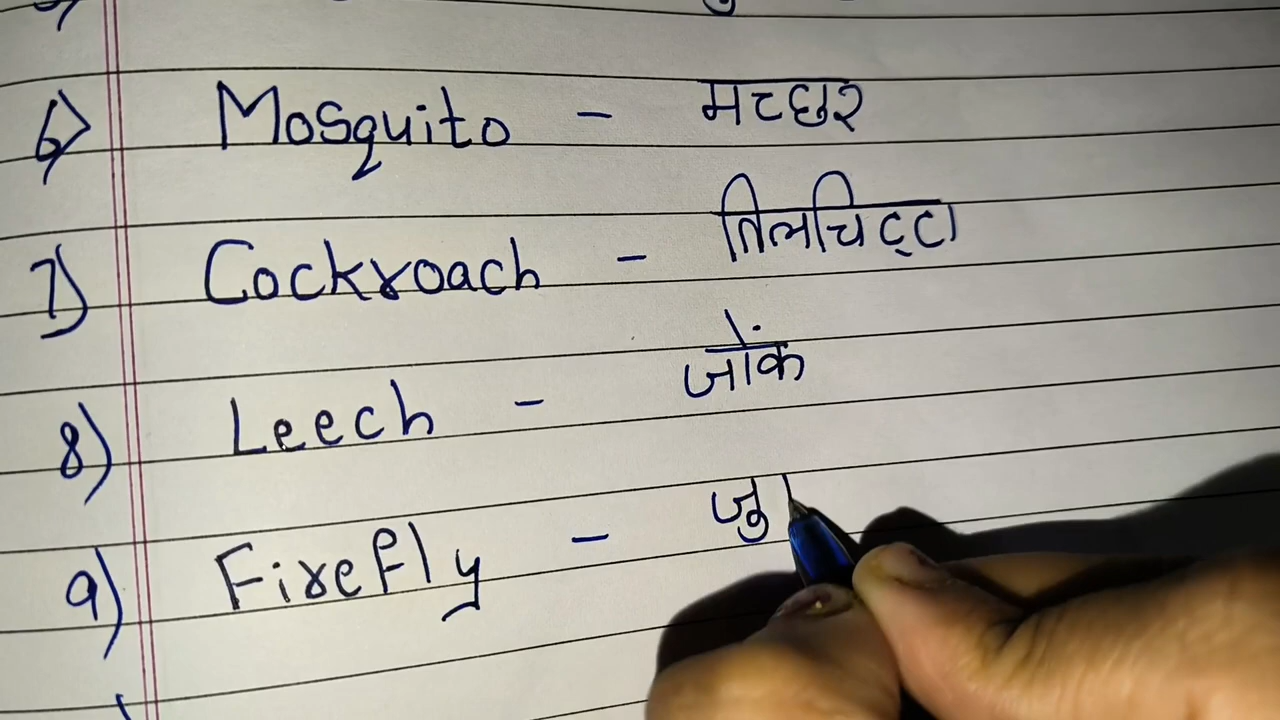 6) Mosquito - मच्छर
7) Cockroach - तिलचिट्टा
8) Leech - जोंक
9) Firefly - जु